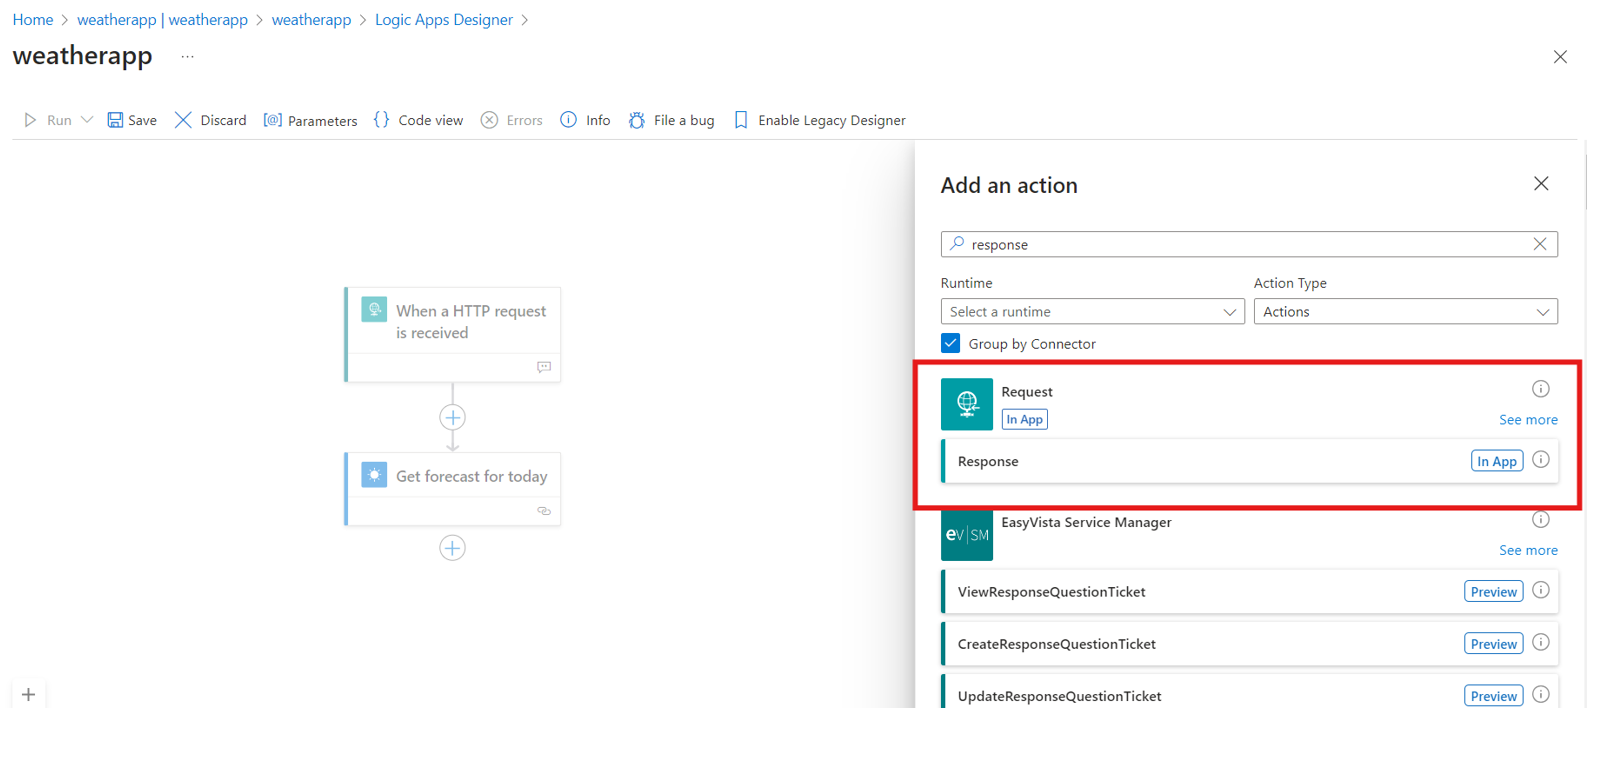 Home > weatherapp | weatherapp > weatherapp > Logic Apps Designer >
weatherapp ...
Run Save Discard Parameters Code view Errors Info File a bug Enable Legacy Designer
When a HTTP request
is received
Get forecast for today
Add an action
response
Runtime Action Type
Select a runtime Actions
Group by Connector
Request
In App
See more
Response In App
eV|SM
EasyVista Service Manager
See more
ViewResponseQuestionTicket Preview
CreateResponseQuestionTicket Preview
UpdateResponseQuestionTicket Preview